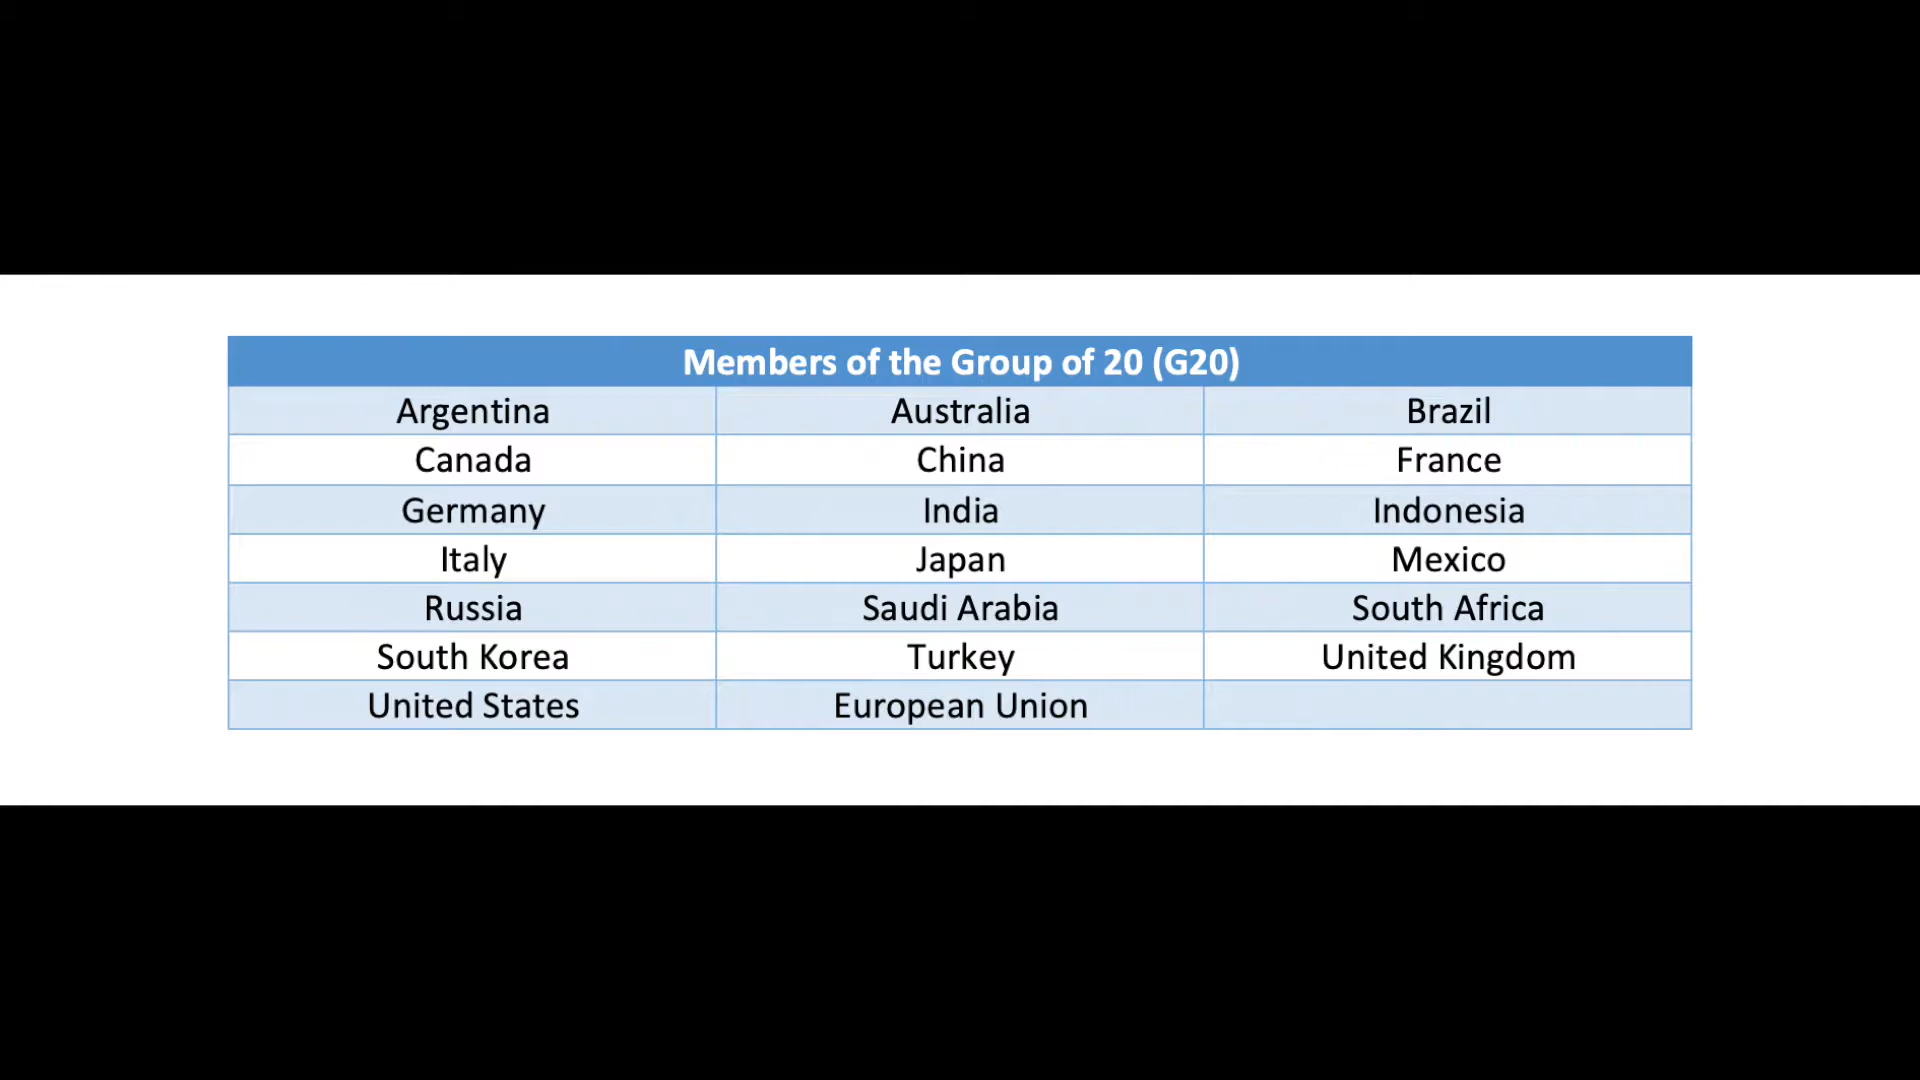 Members of the Group of 20 (G20)
Argentina Australia Brazil
Canada China France
Germany India Indonesia
Italy Japan Mexico
Russia Saudi Arabia South Africa
South Korea Turkey United Kingdom
United States European Union